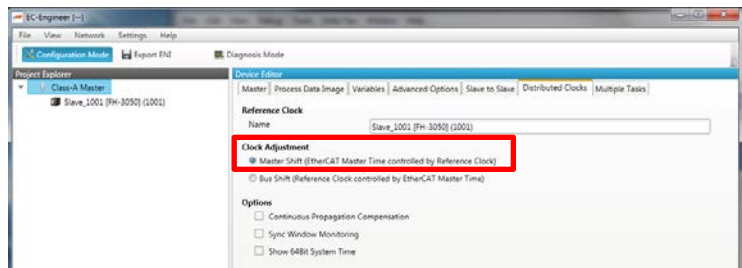 EC-Engineer [--]
File View Network Settings Help
Configuration Mode Export ENI Diagnosis Mode
Project Explorer
Device Editor
Class-A Master
Slave_1001 [FH-3050] (1001)
Master Process Data Image Variables Advanced Options Slave to Slave Distributed Clocks Multiple Tasks
Reference Clock
Name Slave_1001 [FH-3050] (1001)
Clock Adjustment
Master Shift (EtherCAT Master Time controlled by Reference Clock)
Bus Shift (Reference Clock controlled by EtherCAT Master Time)
Options
Continuous Propagation Compensation
Sync Window Monitoring
Show 64Bit System Time